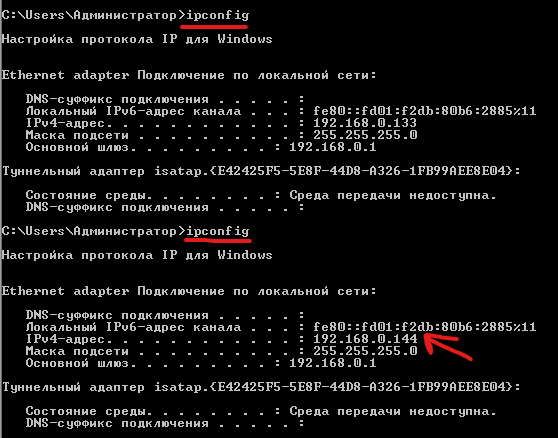 C:\Users\Администратор>ipconfig
Настройка протокола IP для Windows
Ethernet adapter Подключение по локальной сети:
DNS-суффикс подключения . . . . . :
Локальный IPv6-адрес канала . . . : fe80::fd01:f2db:80b6:2885%11
IPv4-адрес. . . . . . . . . . . . : 192.168.0.133
Маска подсети . . . . . . . . . . : 255.255.255.0
Основной шлюз. . . . . . . . . : 192.168.0.1
Туннельный адаптер isatap.{E42425F5-5E8F-44D8-A326-1FB99AEE8E04}:
Состояние среды. . . . . . . . : Среда передачи недоступна.
DNS-суффикс подключения . . . . . :
C:\Users\Администратор>ipconfig
Настройка протокола IP для Windows
Ethernet adapter Подключение по локальной сети:
DNS-суффикс подключения . . . . . :
Локальный IPv6-адрес канала . . . : fe80::fd01:f2db:80b6:2885%11
IPv4-адрес. . . . . . . . . . . . : 192.168.0.144
Маска подсети . . . . . . . . . . : 255.255.255.0
Основной шлюз. . . . . . . . . : 192.168.0.1
Туннельный адаптер isatap.{E42425F5-5E8F-44D8-A326-1FB99AEE8E04}:
Состояние среды. . . . . . . . : Среда передачи недоступна.
DNS-суффикс подключения . . . . . :